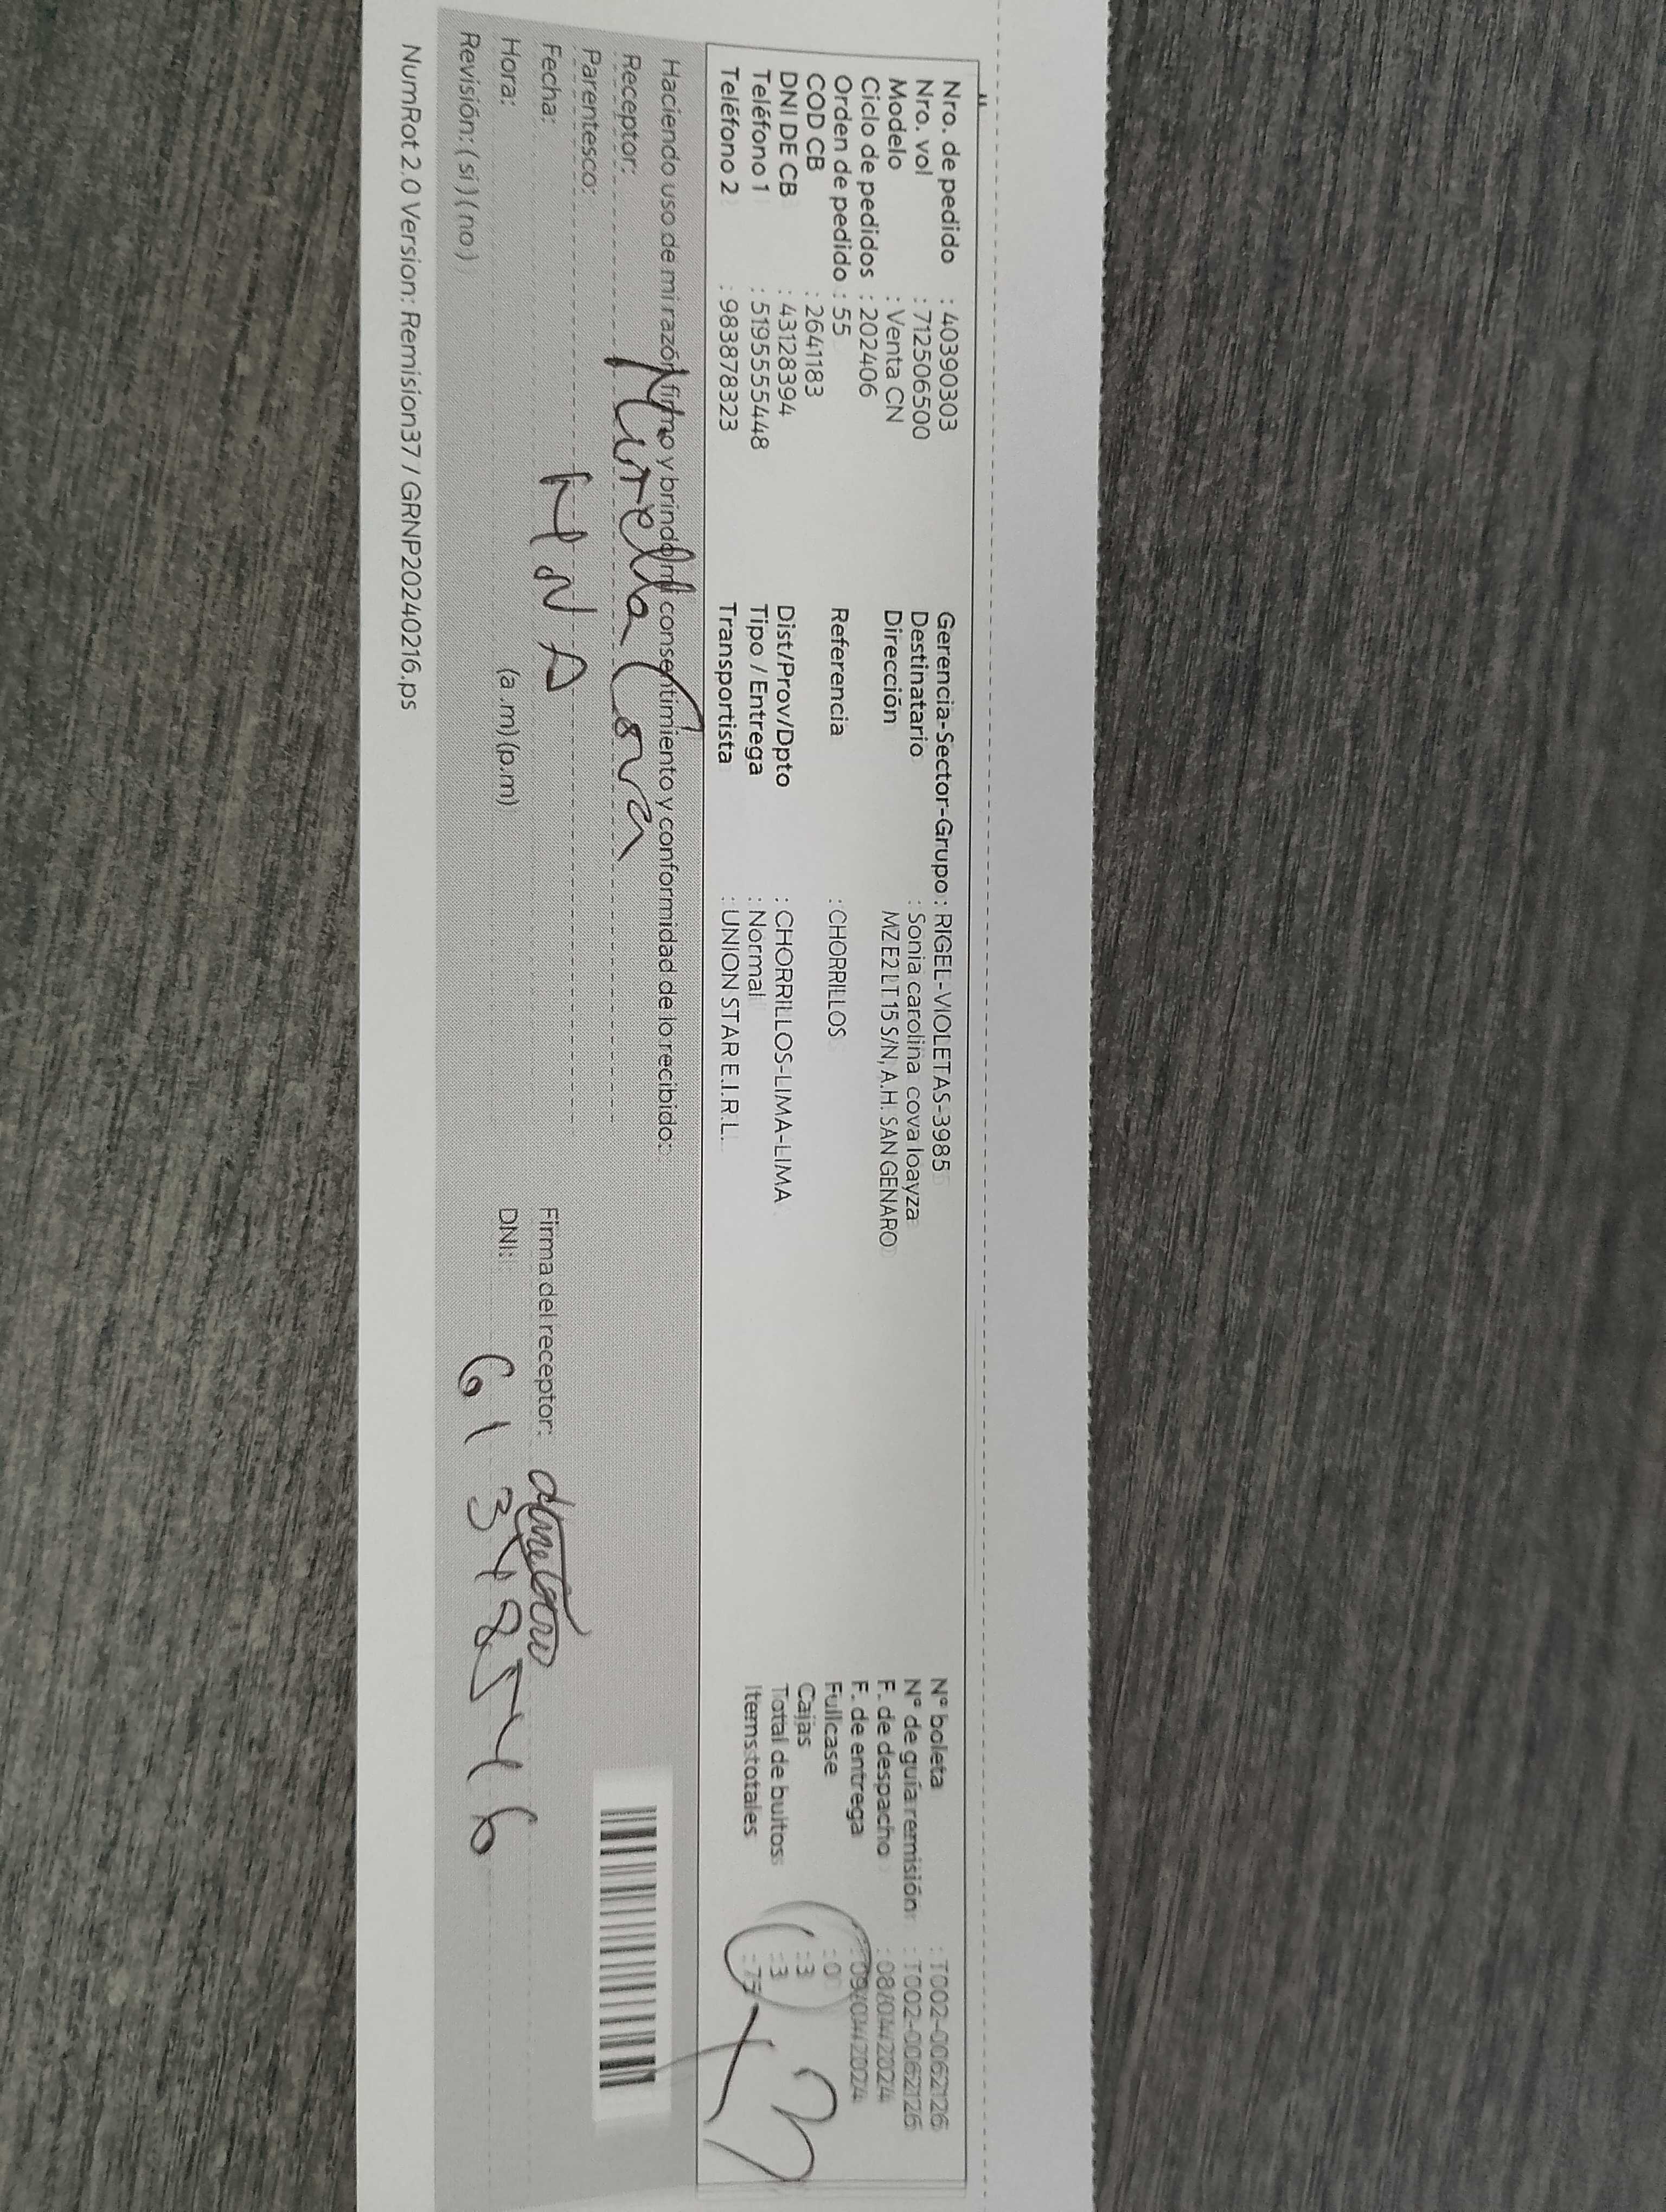 Nro. de pedido : 40390303
Nro. vol : 712506500
Modelo : Venta CN
Ciclo de pedidos : 202406
Orden de pedido : 55
COD CB : 2641183
DNI DE CB : 43128394
Teléfono 1 : 51955555448
Teléfono 2 : 983878323
Gerencia-Sector-Grupo : RIGEL-VIOLETAS-3985
Destinatario : Sonia carolina cova loayza
Dirección MZ E2 LT 15 S/N, A.H. SAN GENARO
Referencia : CHORRILLOS
Dist/Prov/Dpto : CHORRILLOS-LIMA-LIMA
Tipo / Entrega : Normal
Transportista : UNION STAR E.I.R.L.
Nº boleta : T002-0062126
Nº de guía remisión : T002-0062126
F. de despacho : 08/04/2024
F. de entrega : 09/04/2024
Fullcase : 0
Cajas : 3
Total de bultos : 3
Items totales : 77
Haciendo uso de mi razón firmo y brindo mi consentimiento y conformidad de lo recibido:
Receptor: Mirella Cova
Parentesco: HNA
Fecha:
Hora: (a.m) (p.m)
Revisión: (sí) (no)
Firma del receptor:
DNI:
NumRot 2.0 Version: Remision37 / GRNP20240216.ps